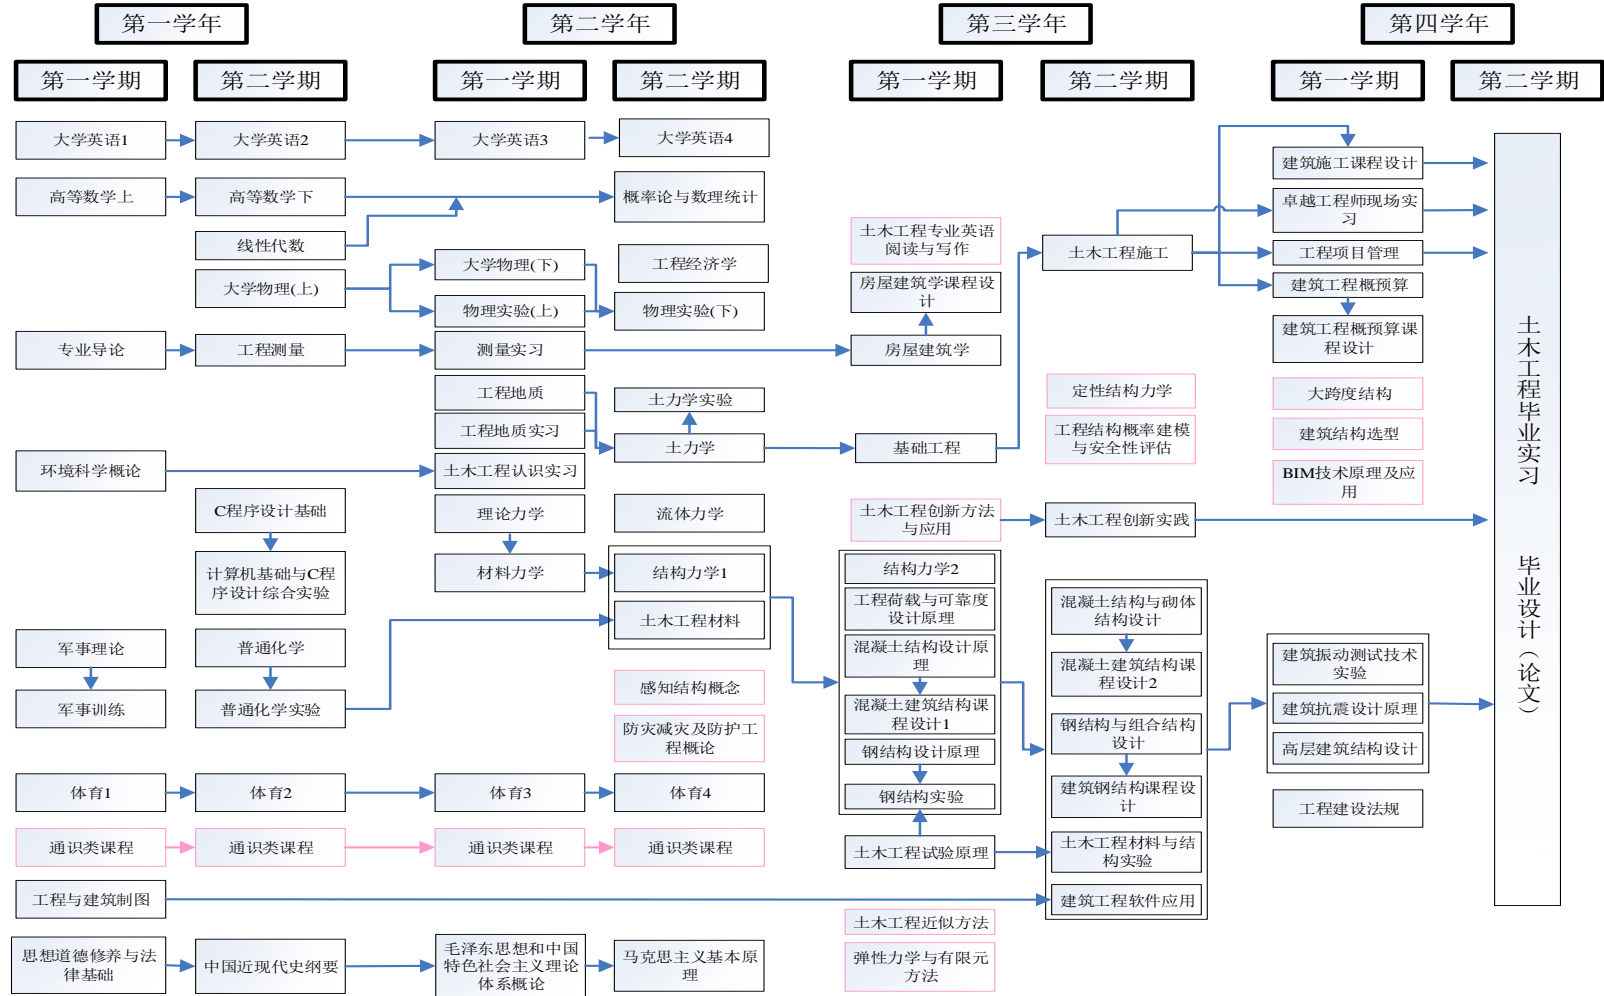 第一学年
第二学年
第三学年
第四学年
第一学期
第二学期
第一学期
第二学期
第一学期
第二学期
第一学期
第二学期
大学英语1
大学英语2
大学英语3
大学英语4
高等数学上
高等数学下
概率论与数理统计
线性代数
大学物理(上)
大学物理(下)
工程经济学
物理实验(上)
物理实验(下)
专业导论
工程测量
测量实习
工程地质
土力学实验
工程地质实习
土力学
环境科学概论
土木工程认识实习
C程序设计基础
理论力学
流体力学
计算机基础与C程
序设计综合实验
材料力学
结构力学1
土木工程材料
军事理论
普通化学
军事训练
普通化学实验
感知结构概念
防灾减灾及防护工
程概论
体育1
体育2
体育3
体育4
通识类课程
通识类课程
通识类课程
通识类课程
工程与建筑制图
思想道德修养与法
律基础
中国近现代史纲要
毛泽东思想和中国
特色社会主义理论
体系概论
马克思主义基本原
理
土木工程专业英语
阅读与写作
房屋建筑学课程设
计
房屋建筑学
基础工程
土木工程创新方法
与应用
结构力学2
工程荷载与可靠度
设计原理
混凝土结构设计原
理
混凝土建筑结构课
程设计1
钢结构设计原理
钢结构实验
土木工程试验原理
土木工程近似方法
弹性力学与有限元
方法
土木工程施工
定性结构力学
工程结构概率建模
与安全性评估
土木工程创新实践
混凝土结构与砌体
结构设计
混凝土建筑结构课
程设计2
钢结构与组合结构
设计
建筑钢结构课程设
计
土木工程材料与结
构实验
建筑工程软件应用
建筑施工课程设计
卓越工程师现场实
习
工程项目管理
建筑工程概预算
建筑工程概预算课
程设计
大跨度结构
建筑结构选型
BIM技术原理及应
用
建筑振动测试技术
实验
建筑抗震设计原理
高层建筑结构设计
工程建设法规
土木工程毕业实习
毕业设计（论文）